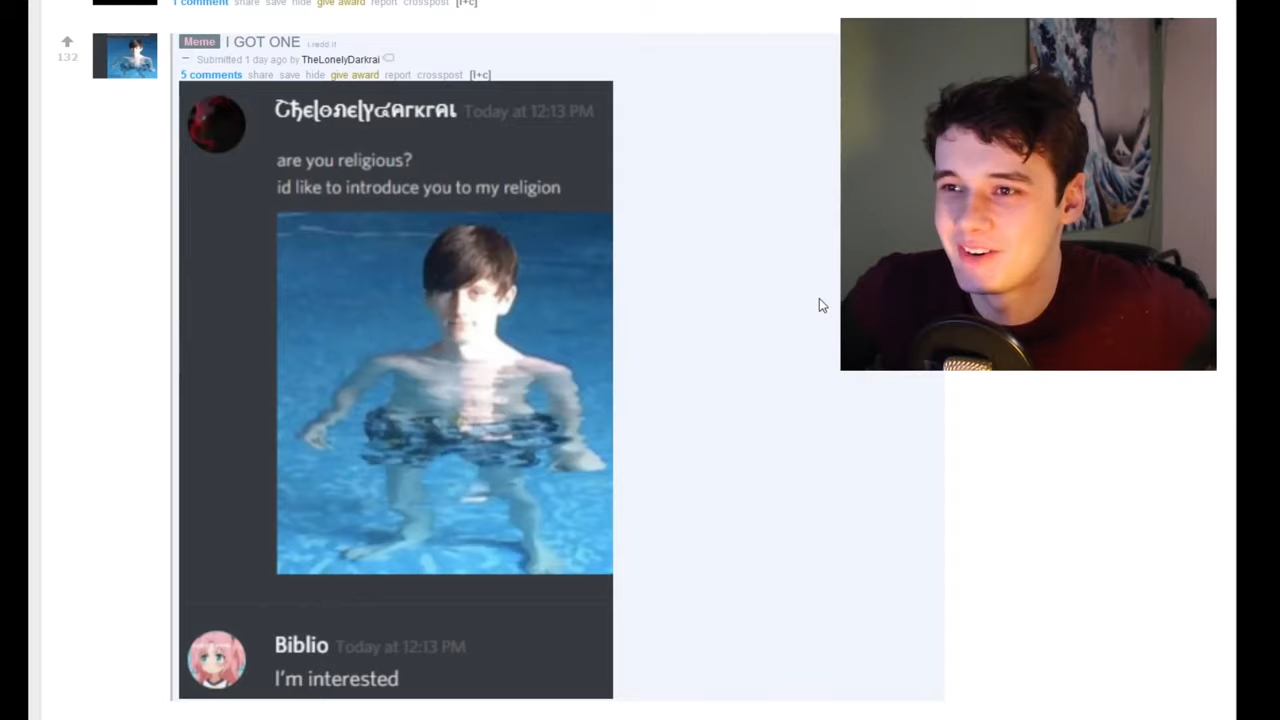 1 comment share save hide give award report crosspost [l+c]
132
Meme I GOT ONE i.redd.it
Submitted 1 day ago by TheLonelyDarkrai
5 comments share save hide give award report crosspost [l+c]
Today at 12:13 PM
are you religious?
id like to introduce you to my religion
Biblio Today at 12:13 PM
I'm interested